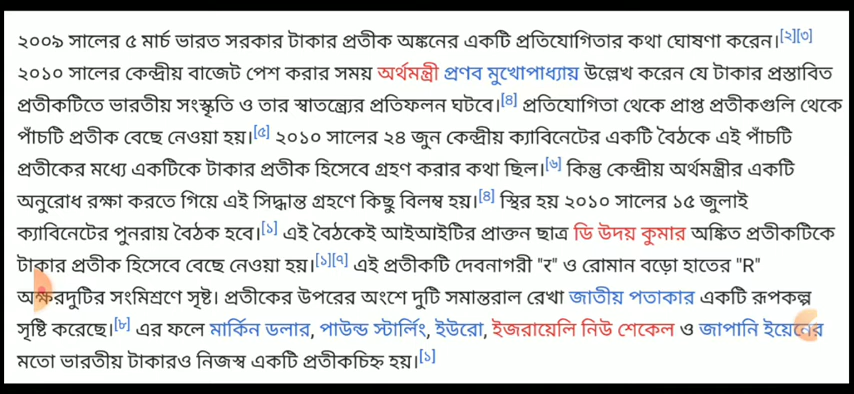 ২০০৯ সালের ৫ মার্চ ভারত সরকার টাকার প্রতীক অঙ্কনের একটি প্রতিযোগিতার কথা ঘোষণা করেন।[২][৩]
২০১০ সালের কেন্দ্রীয় বাজেট পেশ করার সময় অর্থমন্ত্রী প্রণব মুখোপাধ্যায় উল্লেখ করেন যে টাকার প্রস্তাবিত
প্রতীকটিতে ভারতীয় সংস্কৃতি ও তার স্বাতন্ত্র্যের প্রতিফলন ঘটবে।[৪] প্রতিযোগিতা থেকে প্রাপ্ত প্রতীকগুলি থেকে
পাঁচটি প্রতীক বেছে নেওয়া হয়।[৫] ২০১০ সালের ২৪ জুন কেন্দ্রীয় ক্যাবিনেটের একটি বৈঠকে এই পাঁচটি
প্রতীকের মধ্যে একটিকে টাকার প্রতীক হিসেবে গ্রহণ করার কথা ছিল।[৬] কিন্তু কেন্দ্রীয় অর্থমন্ত্রীর একটি
অনুরোধ রক্ষা করতে গিয়ে এই সিদ্ধান্ত গ্রহণে কিছু বিলম্ব হয়।[৪] স্থির হয় ২০১০ সালের ১৫ জুলাই
ক্যাবিনেটের পুনরায় বৈঠক হবে।[১] এই বৈঠকেই আইআইটির প্রাক্তন ছাত্র ডি উদয় কুমার অঙ্কিত প্রতীকটিকে
টাকার প্রতীক হিসেবে বেছে নেওয়া হয়।[১][৭] এই প্রতীকটি দেবনাগরী "र" ও রোমান বড়ো হাতের "R"
অক্ষরদুটির সংমিশ্রণে সৃষ্ট। প্রতীকের উপরের অংশে দুটি সমান্তরাল রেখা জাতীয় পতাকার একটি রূপকল্প
সৃষ্টি করেছে।[৮] এর ফলে মার্কিন ডলার, পাউন্ড স্টার্লিং, ইউরো, ইজরায়েলি নিউ শেকেল ও জাপানি ইয়েনের
মতো ভারতীয় টাকারও নিজস্ব একটি প্রতীকচিহ্ন হয়।[১]